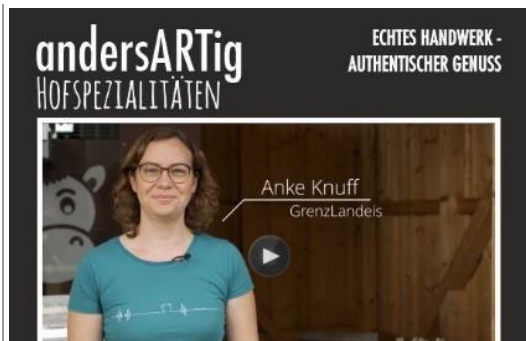 andersARTig
HOFSPEZIALITÄTEN
ECHTES HANDWERK -
AUTHENTISCHER GENUSS
Anke Knuff
GrenzLandeis